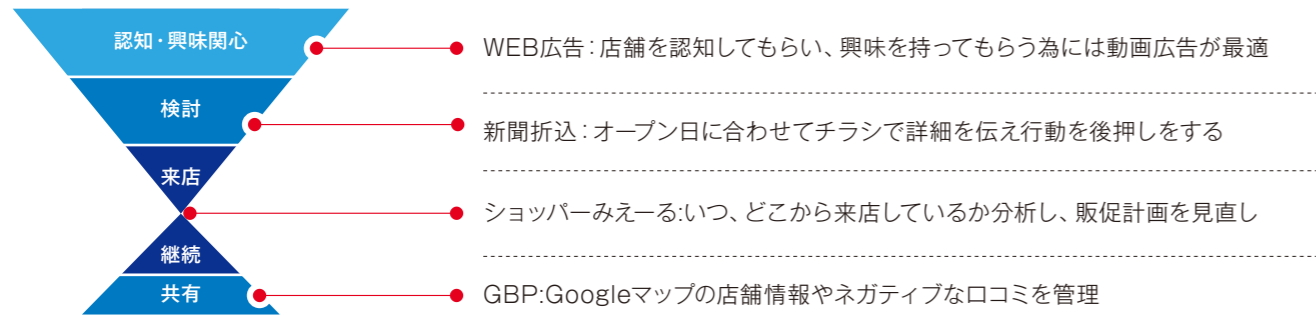 認知・興味関心
WEB広告：店舗を認知してもらい、興味を持ってもらう為には動画広告が最適
検討
新聞折込：オープン日に合わせてチラシで詳細を伝え行動を後押しをする
来店
ショッパーみえーる:いつ、どこから来店しているか分析し、販促計画を見直し
継続
共有
GBP:Googleマップの店舗情報やネガティブな口コミを管理